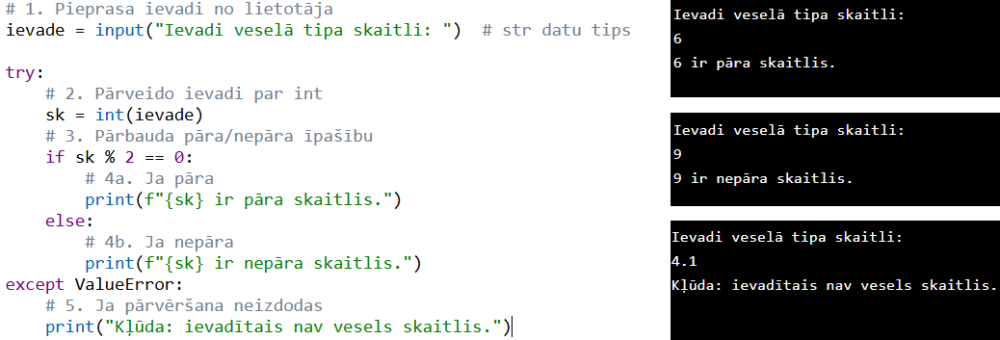 # 1. Pieprasa ievadi no lietotāja
ievade = input("Ievadi veselā tipa skaitli: ")  # str datu tips
try:
    # 2. Pārveido ievadi par int
    sk = int(ievade)
    # 3. Pārbauda pāra/nepāra īpašību
    if sk % 2 == 0:
        # 4a. Ja pāra
        print(f"{sk} ir pāra skaitlis.")
    else:
        # 4b. Ja nepāra
        print(f"{sk} ir nepāra skaitlis.")
except ValueError:
    # 5. Ja pārvēršana neizdodas
    print("Kļūda: ievadītais nav vesels skaitlis.")
Ievadi veselā tipa skaitli:
6
6 ir pāra skaitlis.
Ievadi veselā tipa skaitli:
9
9 ir nepāra skaitlis.
Ievadi veselā tipa skaitli:
4.1
Kļūda: ievadītais nav vesels skaitlis.